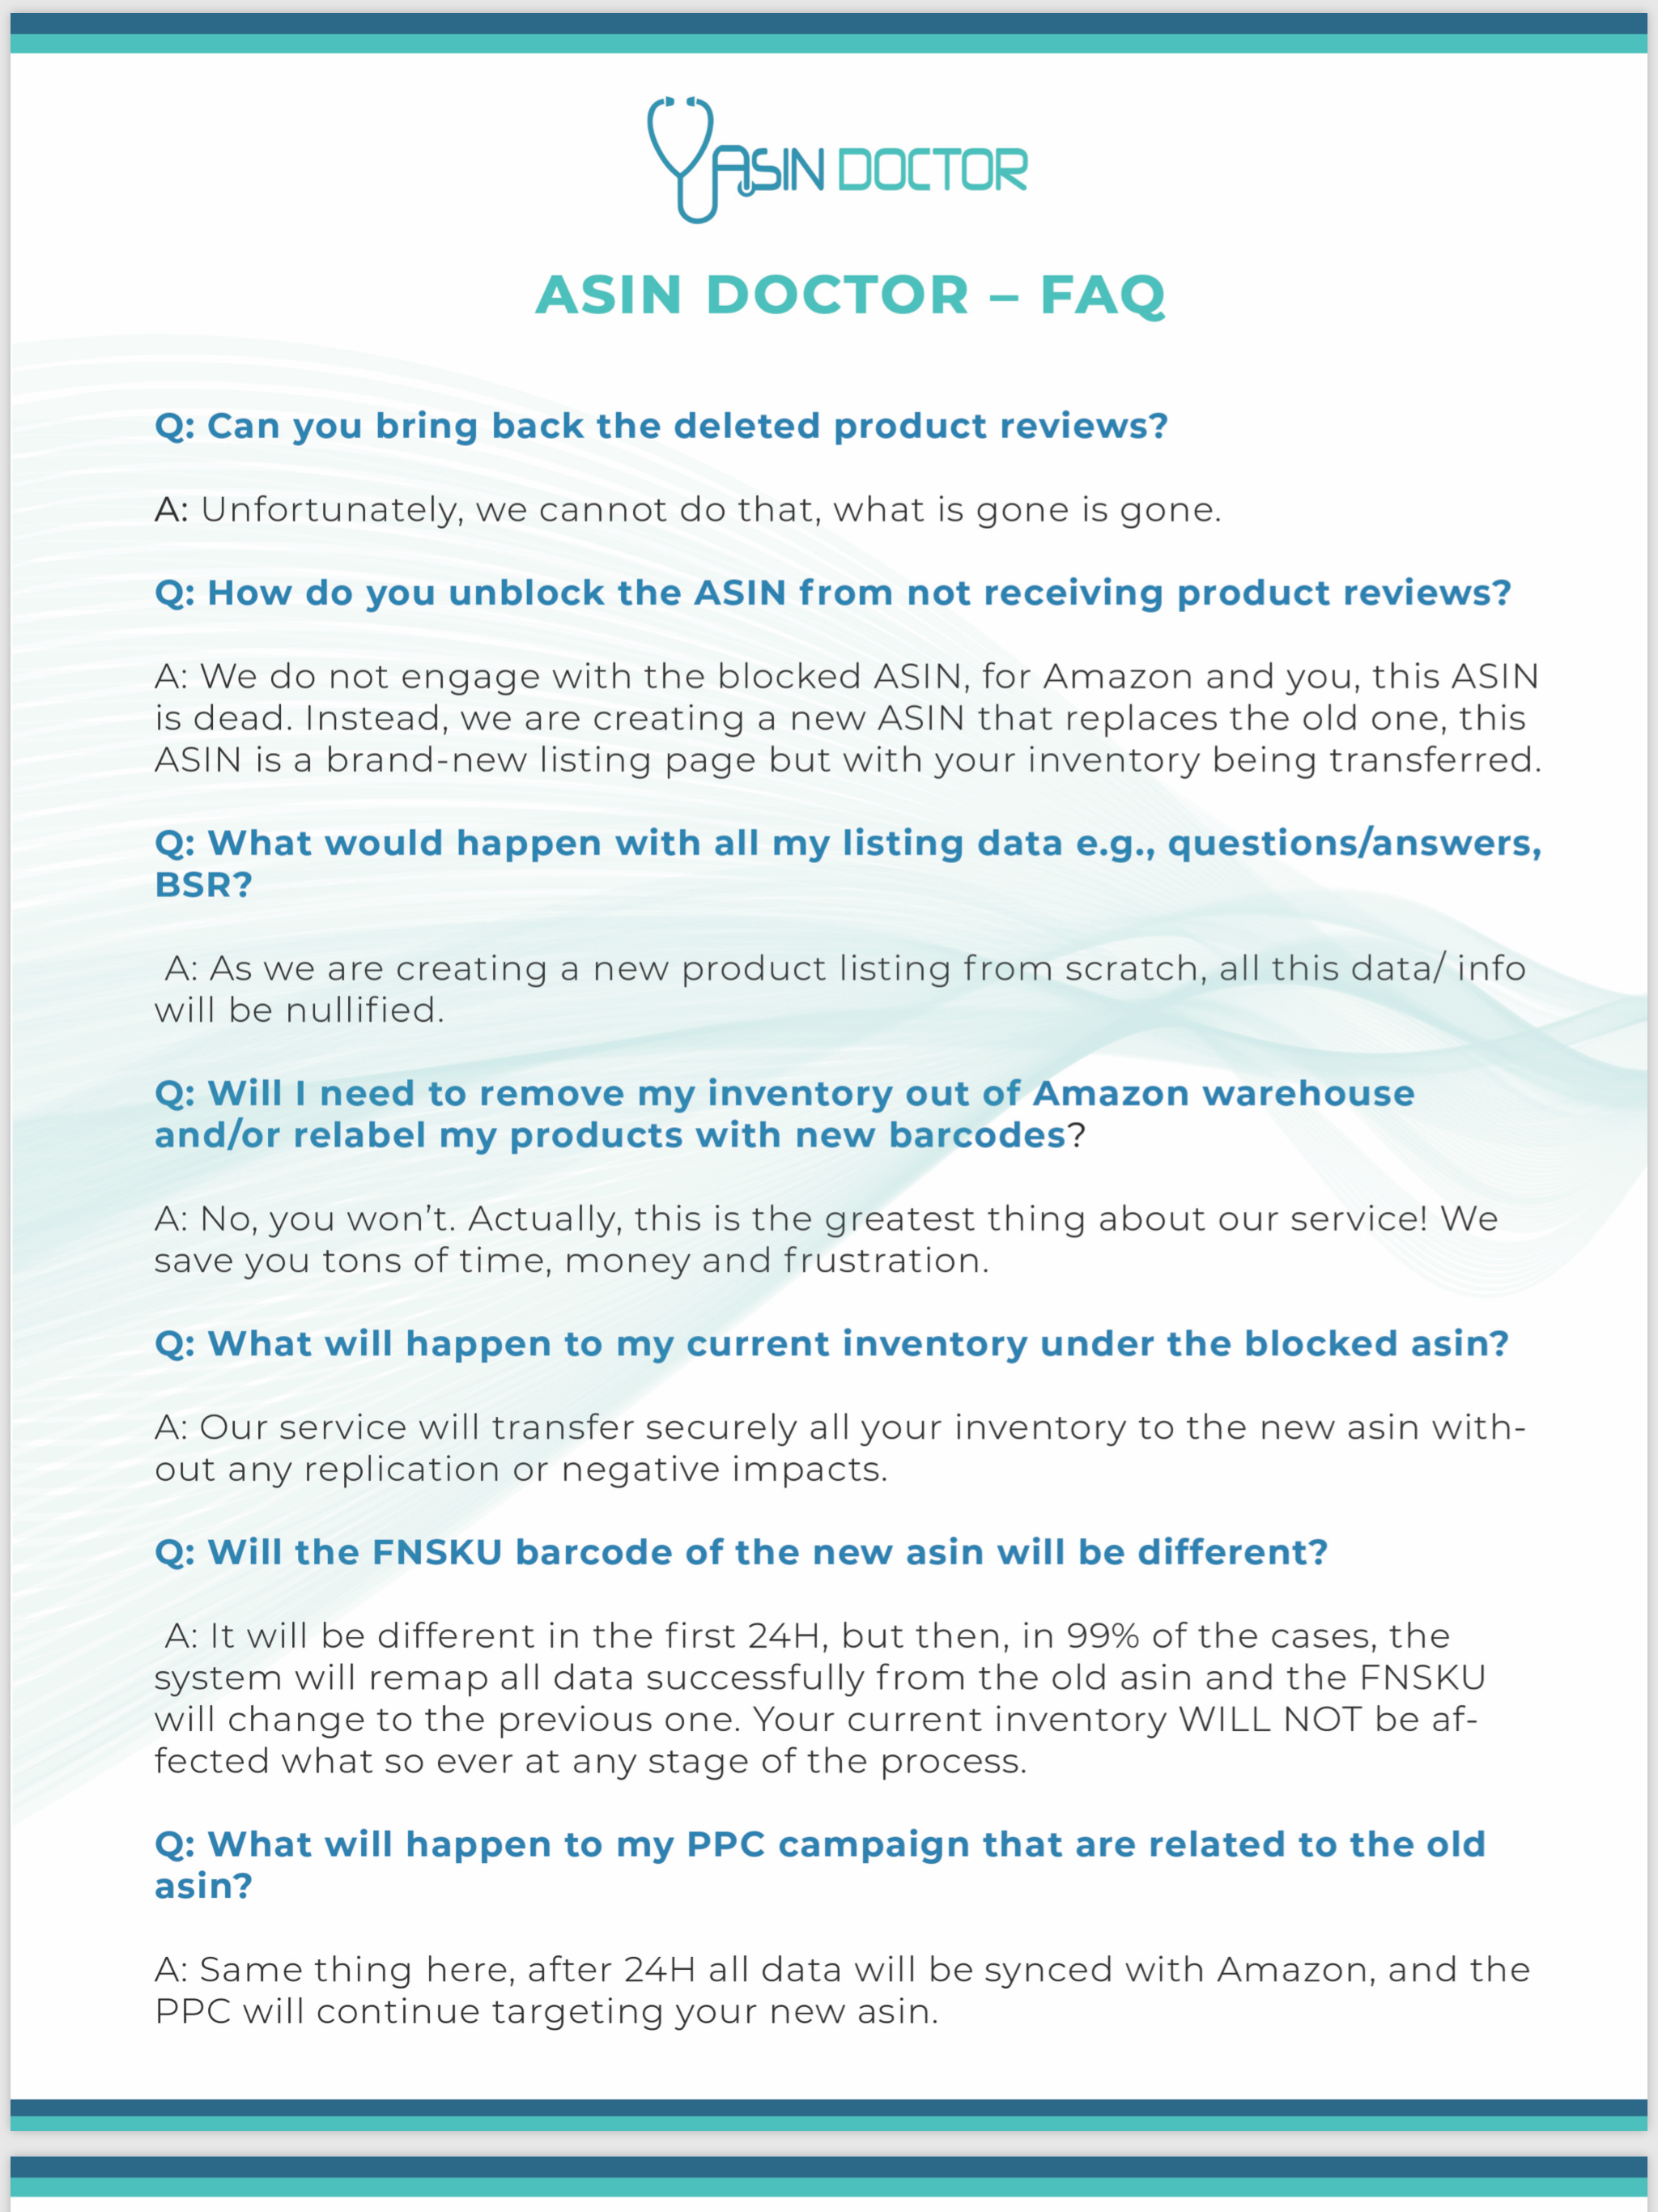 ASIN DOCTOR
ASIN DOCTOR – FAQ
Q: Can you bring back the deleted product reviews?
A: Unfortunately, we cannot do that, what is gone is gone.
Q: How do you unblock the ASIN from not receiving product reviews?
A: We do not engage with the blocked ASIN, for Amazon and you, this ASIN
is dead. Instead, we are creating a new ASIN that replaces the old one, this
ASIN is a brand-new listing page but with your inventory being transferred.
Q: What would happen with all my listing data e.g., questions/answers,
BSR?
A: As we are creating a new product listing from scratch, all this data/ info
will be nullified.
Q: Will I need to remove my inventory out of Amazon warehouse
and/or relabel my products with new barcodes?
A: No, you won’t. Actually, this is the greatest thing about our service! We
save you tons of time, money and frustration.
Q: What will happen to my current inventory under the blocked asin?
A: Our service will transfer securely all your inventory to the new asin with-
out any replication or negative impacts.
Q: Will the FNSKU barcode of the new asin will be different?
A: It will be different in the first 24H, but then, in 99% of the cases, the
system will remap all data successfully from the old asin and the FNSKU
will change to the previous one. Your current inventory WILL NOT be af-
fected what so ever at any stage of the process.
Q: What will happen to my PPC campaign that are related to the old
asin?
A: Same thing here, after 24H all data will be synced with Amazon, and the
PPC will continue targeting your new asin.